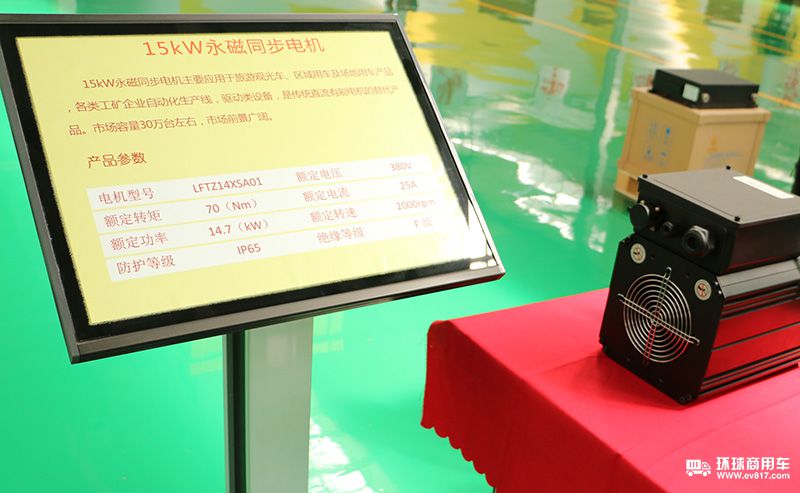 15kW永磁同步电机
15kW永磁同步电机主要应用于旅游观光车、区域用车及场地用车产品
，各类工矿企业自动化生产线，驱动类设备，是传统直流有刷电机的替代产
品。市场容量30万台左右，市场前景广阔。
产品参数
电机型号 LFTZ14XSA01 额定电压 380V
额定转矩 70（Nm） 额定电流 25A
额定功率 14.7（kW） 额定转速 2000rpm
防护等级 IP65 绝缘等级 F 级
环球商用车
www.ev817.com